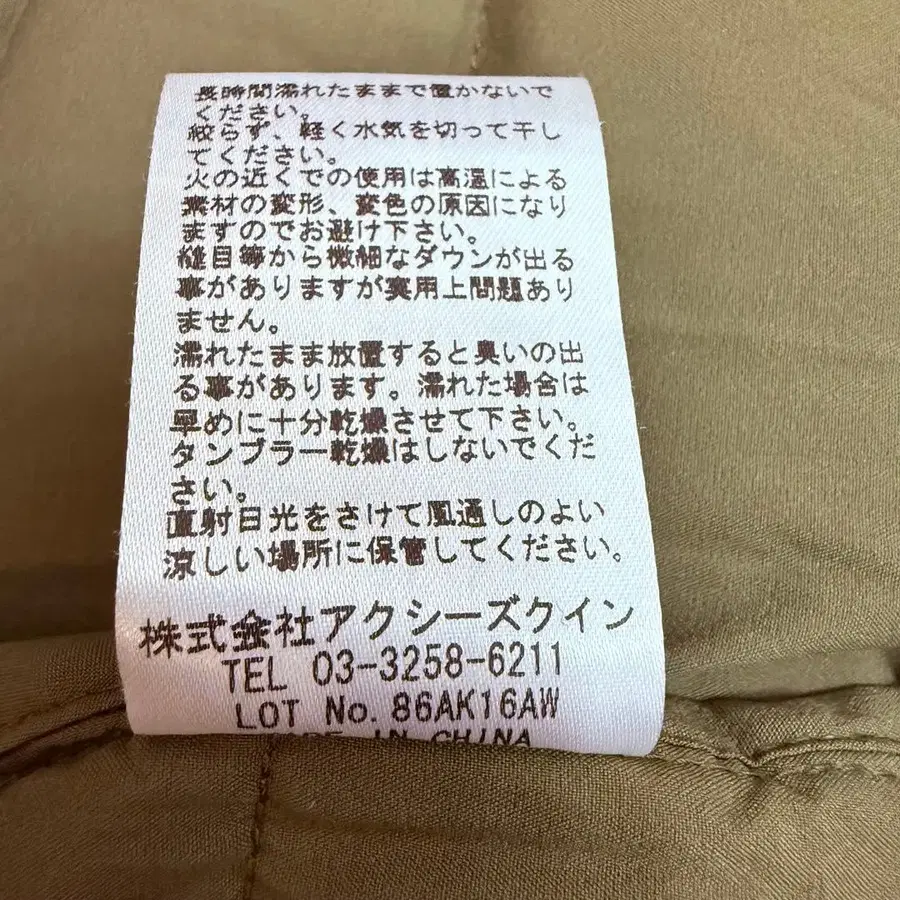 長時間濡れたままで置かないで
ください。
絞らず、軽く水気を切って干し
てください。
火の近くでの使用は高温による
素材の変形、変色の原因になり
ますのでお避け下さい。
縫目等から微細なダウンが出る
事がありますが実用上問題あり
ません。
濡れたまま放置すると臭いの出
る事があります。濡れた場合は
早めに十分乾燥させて下さい。
タンブラー乾燥はしないでくだ
さい。
直射日光をさけて風通しのよい
涼しい場所に保管してください。
株式会社アクシーズクイン
TEL 03-3258-6211
LOT No. 86AK16AW
MADE IN CHINA